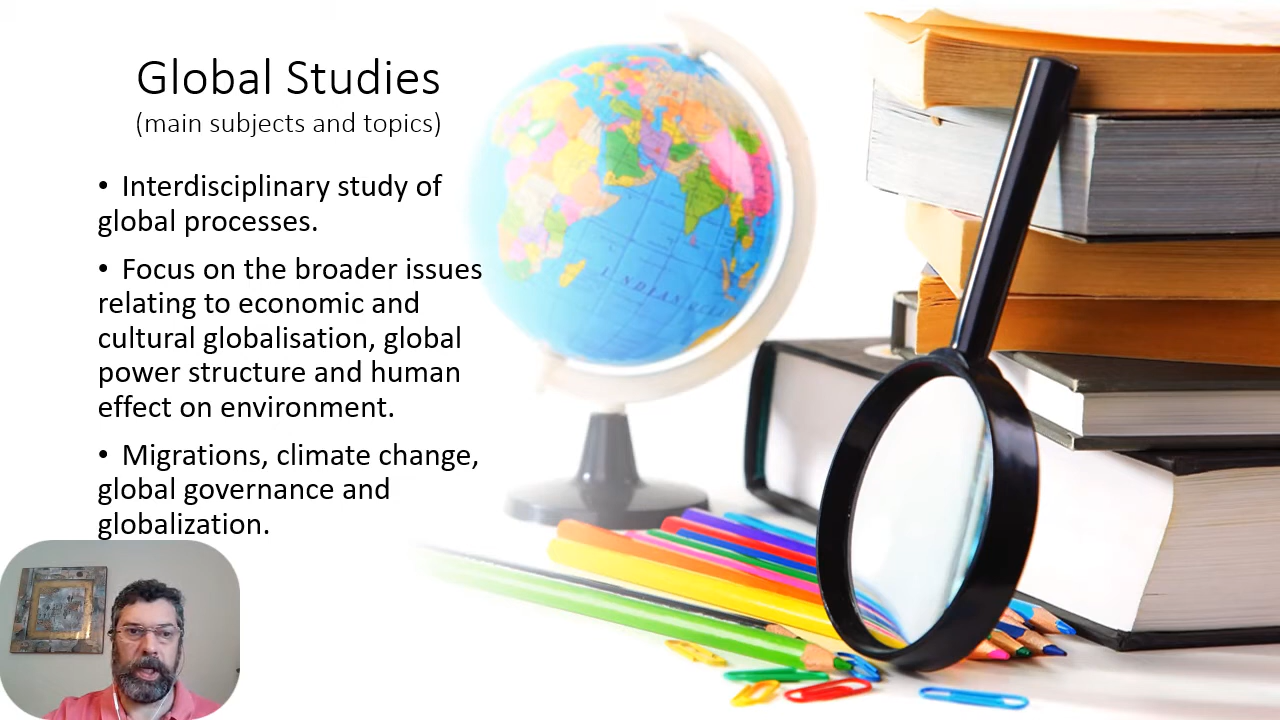 Global Studies
(main subjects and topics)
• Interdisciplinary study of
global processes.
• Focus on the broader issues
relating to economic and
cultural globalisation, global
power structure and human
effect on environment.
• Migrations, climate change,
global governance and
globalization.
INDIAN